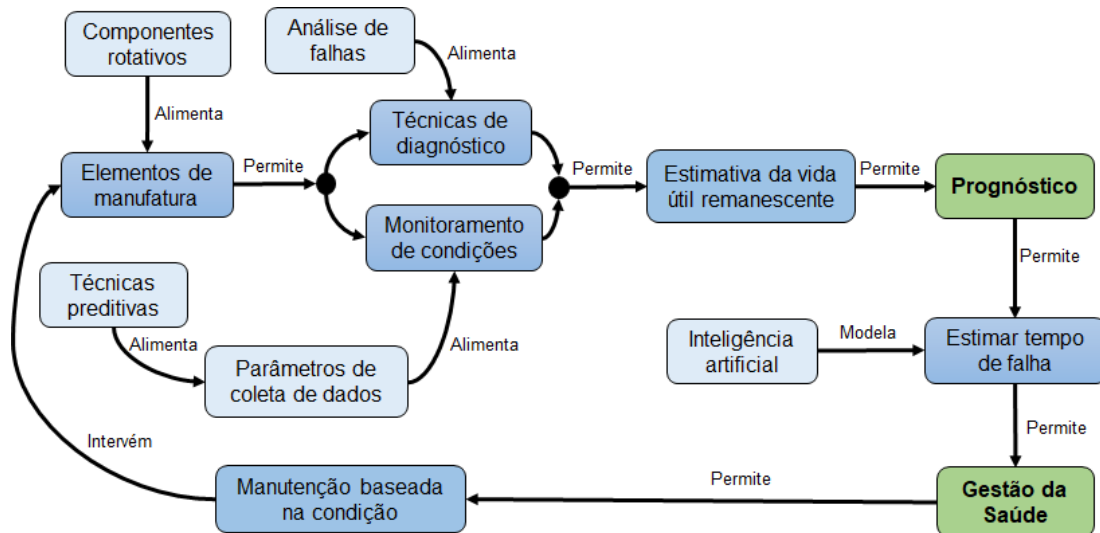 Componentes
rotativos
Análise de
falhas
Alimenta
Alimenta
Técnicas de
diagnóstico
Elementos de
manufatura
Permite
Permite
Estimativa da vida
útil remanescente
Permite
Prognóstico
Monitoramento
de condições
Permite
Técnicas
preditivas
Alimenta
Alimenta
Parâmetros de
coleta de dados
Inteligência
artificial
Modela
Estimar tempo
de falha
Permite
Intervém
Manutenção baseada
na condição
Permite
Gestão da
Saúde